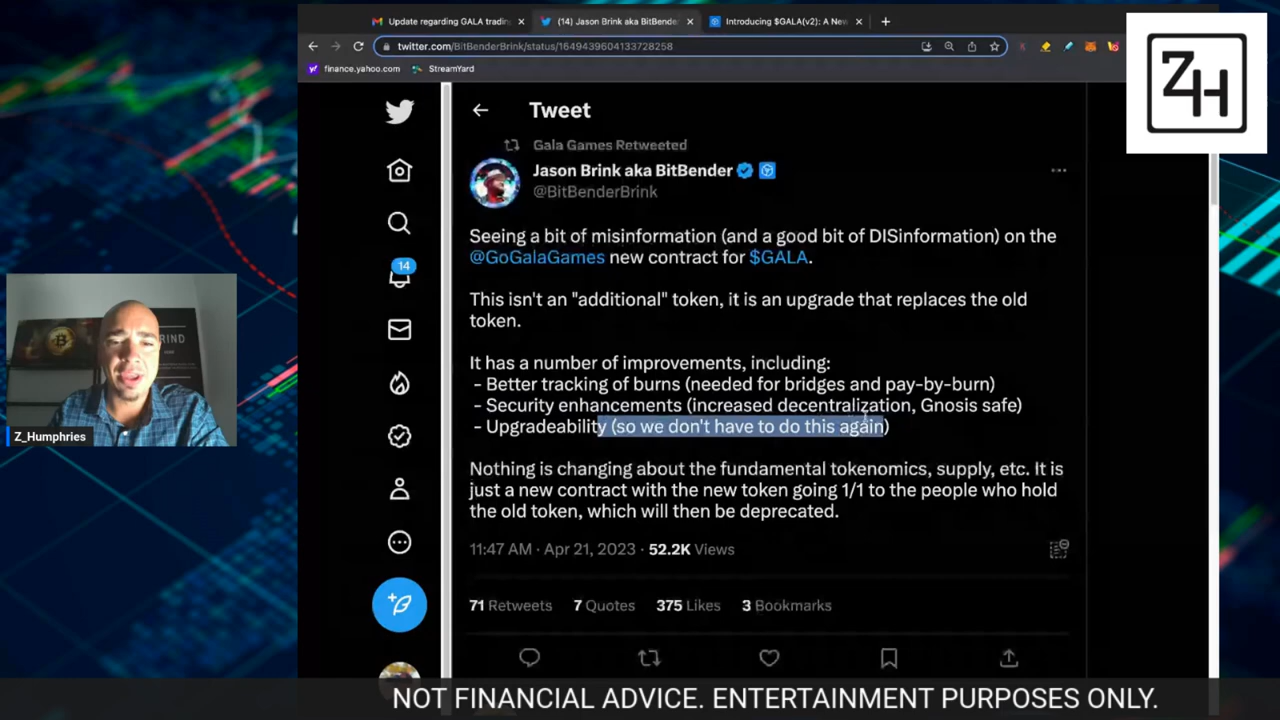 Update regarding GALA tradin
(14) Jason Brink aka BitBende
Introducing $GALA(v2): A New
twitter.com/BitBenderBrink/status/1649439604133728258
finance.yahoo.com
StreamYard
ZH
Tweet
Gala Games Retweeted
Jason Brink aka BitBender
@BitBenderBrink
Seeing a bit of misinformation (and a good bit of DISinformation) on the
@GoGalaGames new contract for $GALA.
14
This isn't an "additional" token, it is an upgrade that replaces the old
token.
It has a number of improvements, including:
- Better tracking of burns (needed for bridges and pay-by-burn)
- Security enhancements (increased decentralization, Gnosis safe)
- Upgradeability (so we don't have to do this again)
Z_Humphries
Nothing is changing about the fundamental tokenomics, supply, etc. It is
just a new contract with the new token going 1/1 to the people who hold
the old token, which will then be deprecated.
11:47 AM · Apr 21, 2023 · 52.2K Views
71 Retweets 7 Quotes 375 Likes 3 Bookmarks
NOT FINANCIAL ADVICE. ENTERTAINMENT PURPOSES ONLY.